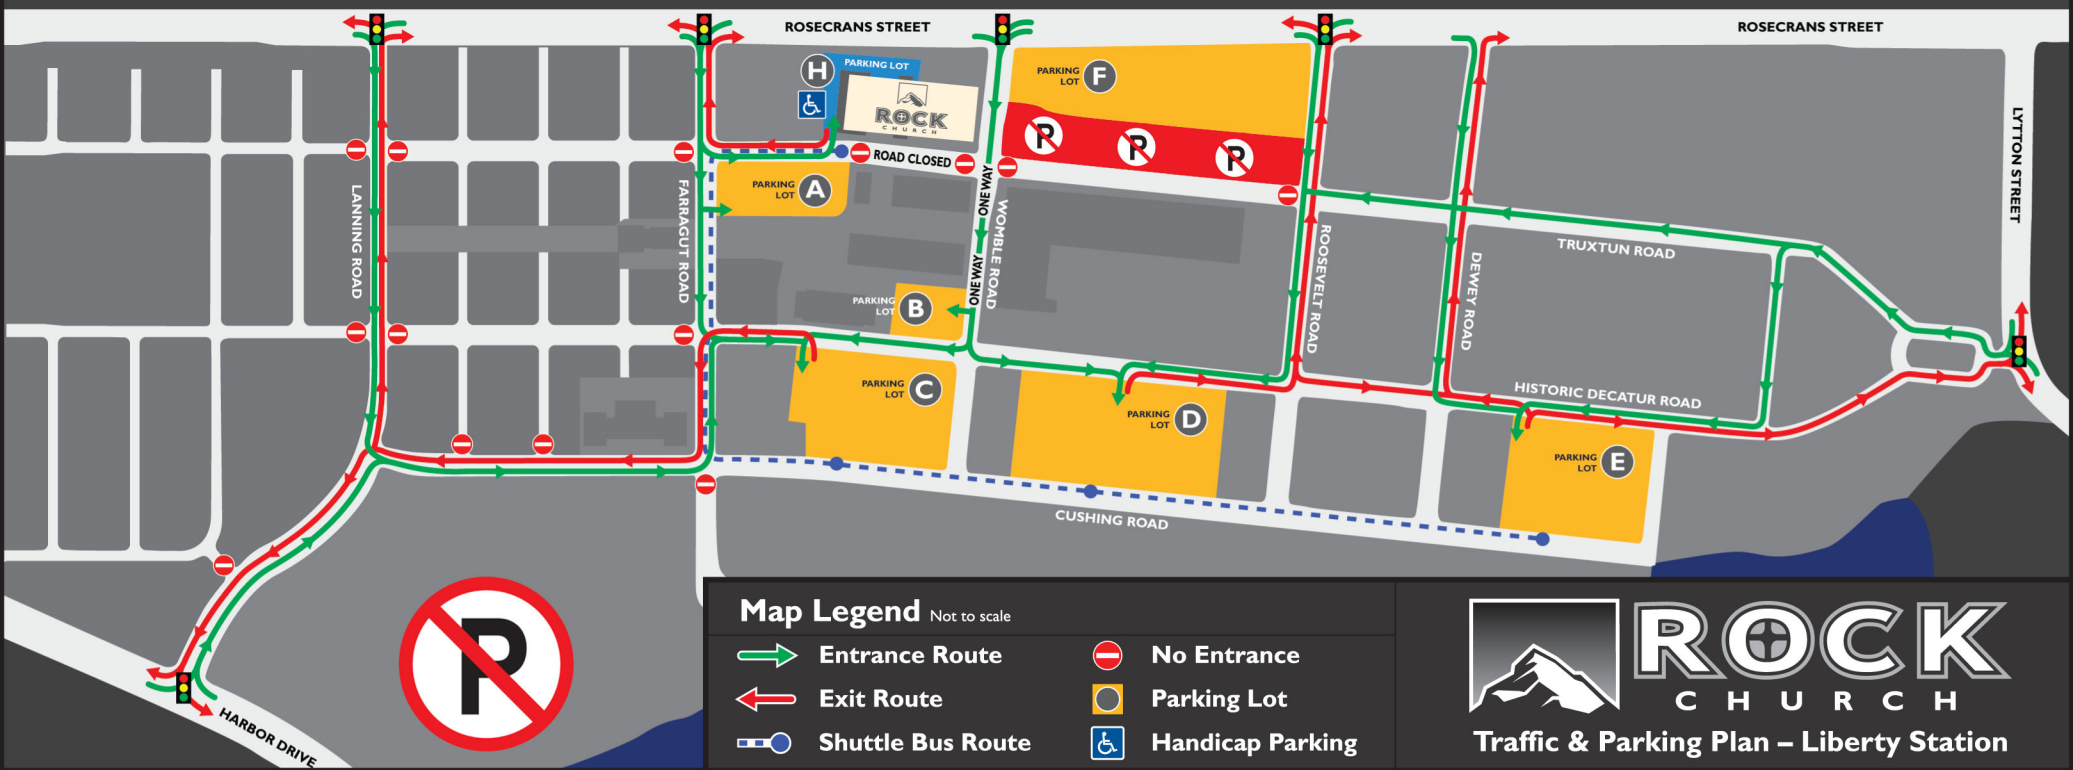 ROSECRANS STREET
ROSECRANS STREET
H
PARKING LOT
ROCK
CHURCH
PARKING
LOT
F
P
P
P
ROAD CLOSED
PARKING
LOT
A
LANNING ROAD
FARRAGUT ROAD
ONE WAY
ONE WAY
WOMBLE ROAD
ROOSEVELT ROAD
DEWEY ROAD
TRUXTUN ROAD
LYTTON STREET
PARKING
LOT
B
PARKING
LOT
C
PARKING
LOT
D
HISTORIC DECATUR ROAD
PARKING
LOT
E
CUSHING ROAD
HARBOR DRIVE
P
Map Legend Not to scale
Entrance Route
No Entrance
Exit Route
Parking Lot
Shuttle Bus Route
Handicap Parking
ROCK
CHURCH
Traffic & Parking Plan – Liberty Station